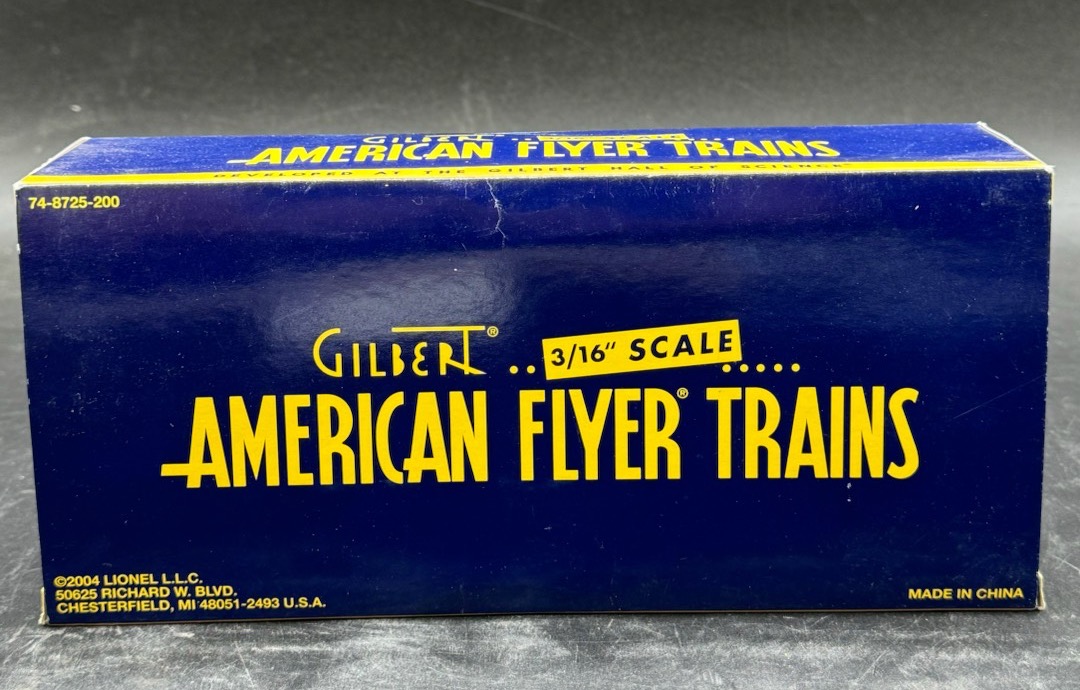 GILBERT
AMERICAN FLYER TRAINS
DEVELOPED AT THE GILBERT HALL OF SCIENCE
74-8725-200
GILBERT® .. 3/16" SCALE .....
AMERICAN FLYER® TRAINS
©2004 LIONEL L.L.C.
50625 RICHARD W. BLVD.
CHESTERFIELD, MI 48051-2493 U.S.A.
MADE IN CHINA